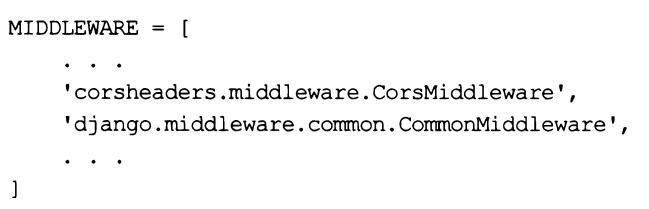 MIDDLEWARE = [
. . .
'corsheaders.middleware.CorsMiddleware',
'django.middleware.common.CommonMiddleware',
. . .
]